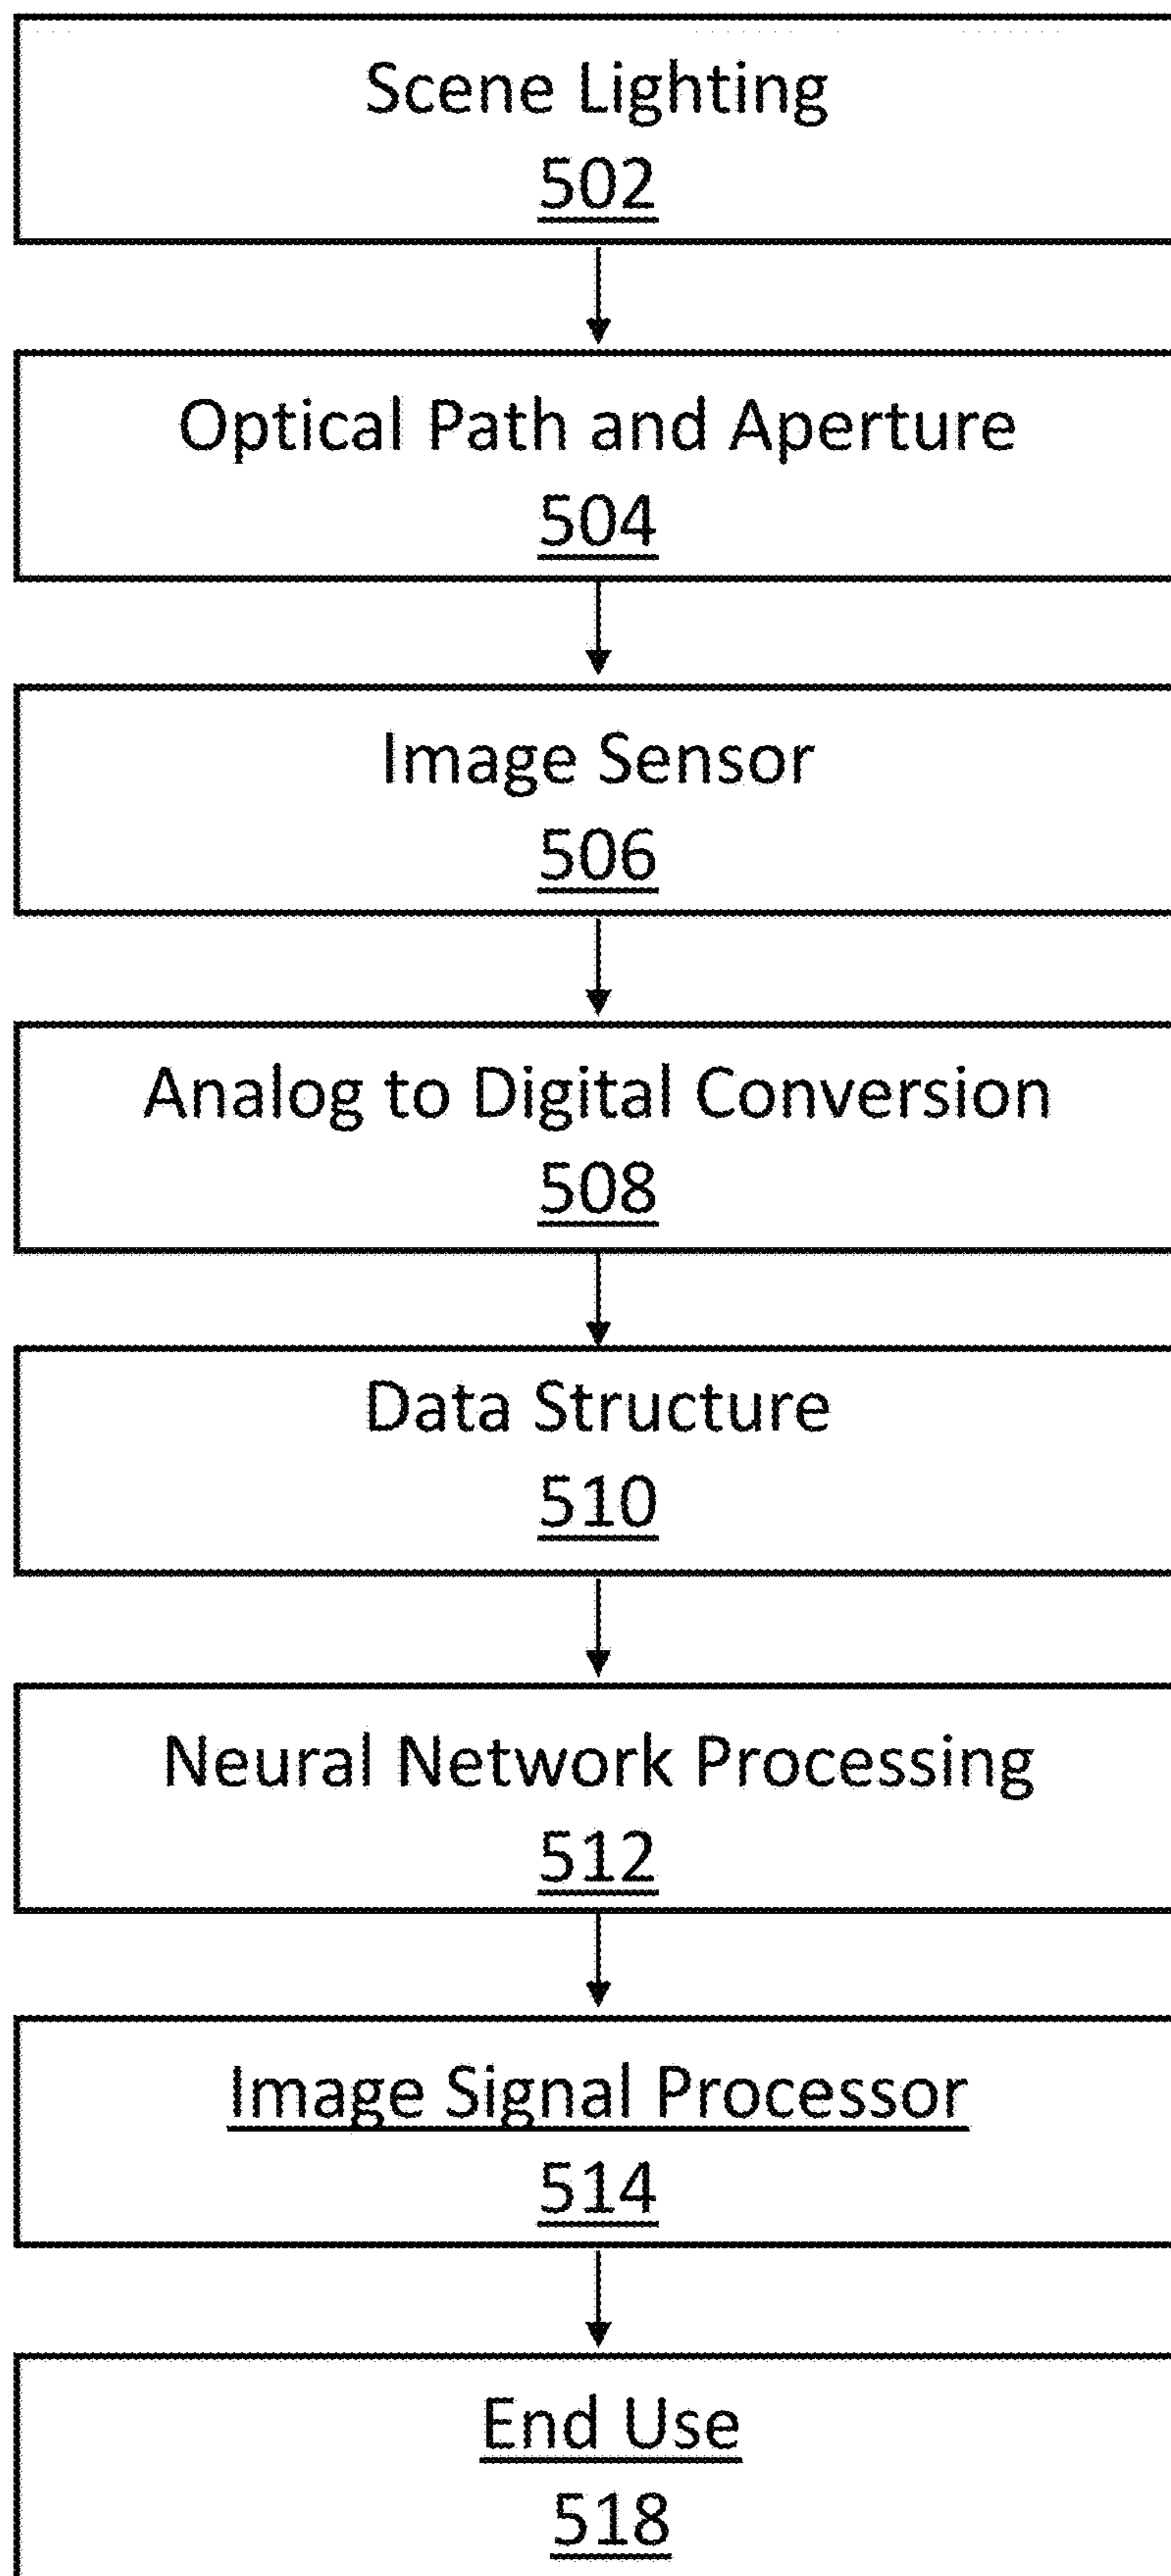 Scene Lighting
502
Optical Path and Aperture
504
Image Sensor
506
Analog to Digital Conversion
508
Data Structure
510
Neural Network Processing
512
Image Signal Processor
514
End Use
518